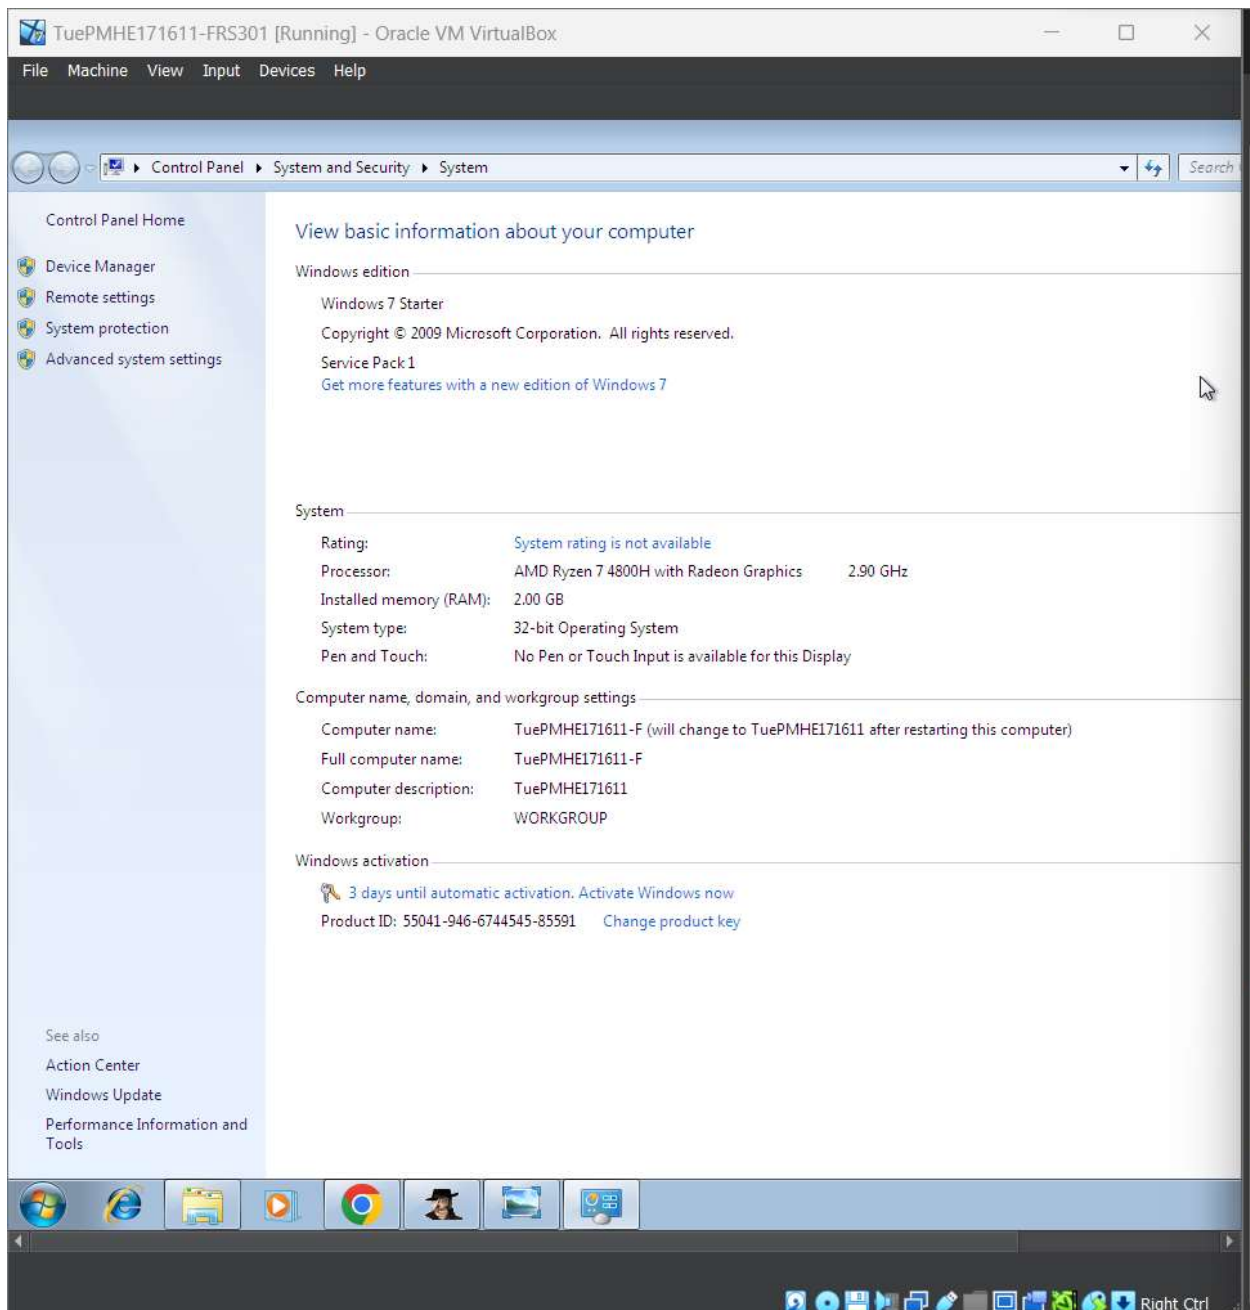 TuePMHE171611-FRS301 [Running] - Oracle VM VirtualBox
File Machine View Input Devices Help
Control Panel System and Security System
Search
Control Panel Home
Device Manager
Remote settings
System protection
Advanced system settings
View basic information about your computer
Windows edition
Windows 7 Starter
Copyright © 2009 Microsoft Corporation. All rights reserved.
Service Pack 1
Get more features with a new edition of Windows 7
System
Rating: System rating is not available
Processor: AMD Ryzen 7 4800H with Radeon Graphics 2.90 GHz
Installed memory (RAM): 2.00 GB
System type: 32-bit Operating System
Pen and Touch: No Pen or Touch Input is available for this Display
Computer name, domain, and workgroup settings
Computer name: TuePMHE171611-F (will change to TuePMHE171611 after restarting this computer)
Full computer name: TuePMHE171611-F
Computer description: TuePMHE171611
Workgroup: WORKGROUP
Windows activation
3 days until automatic activation. Activate Windows now
Product ID: 55041-946-6744545-85591 Change product key
See also
Action Center
Windows Update
Performance Information and
Tools
Right Ctrl